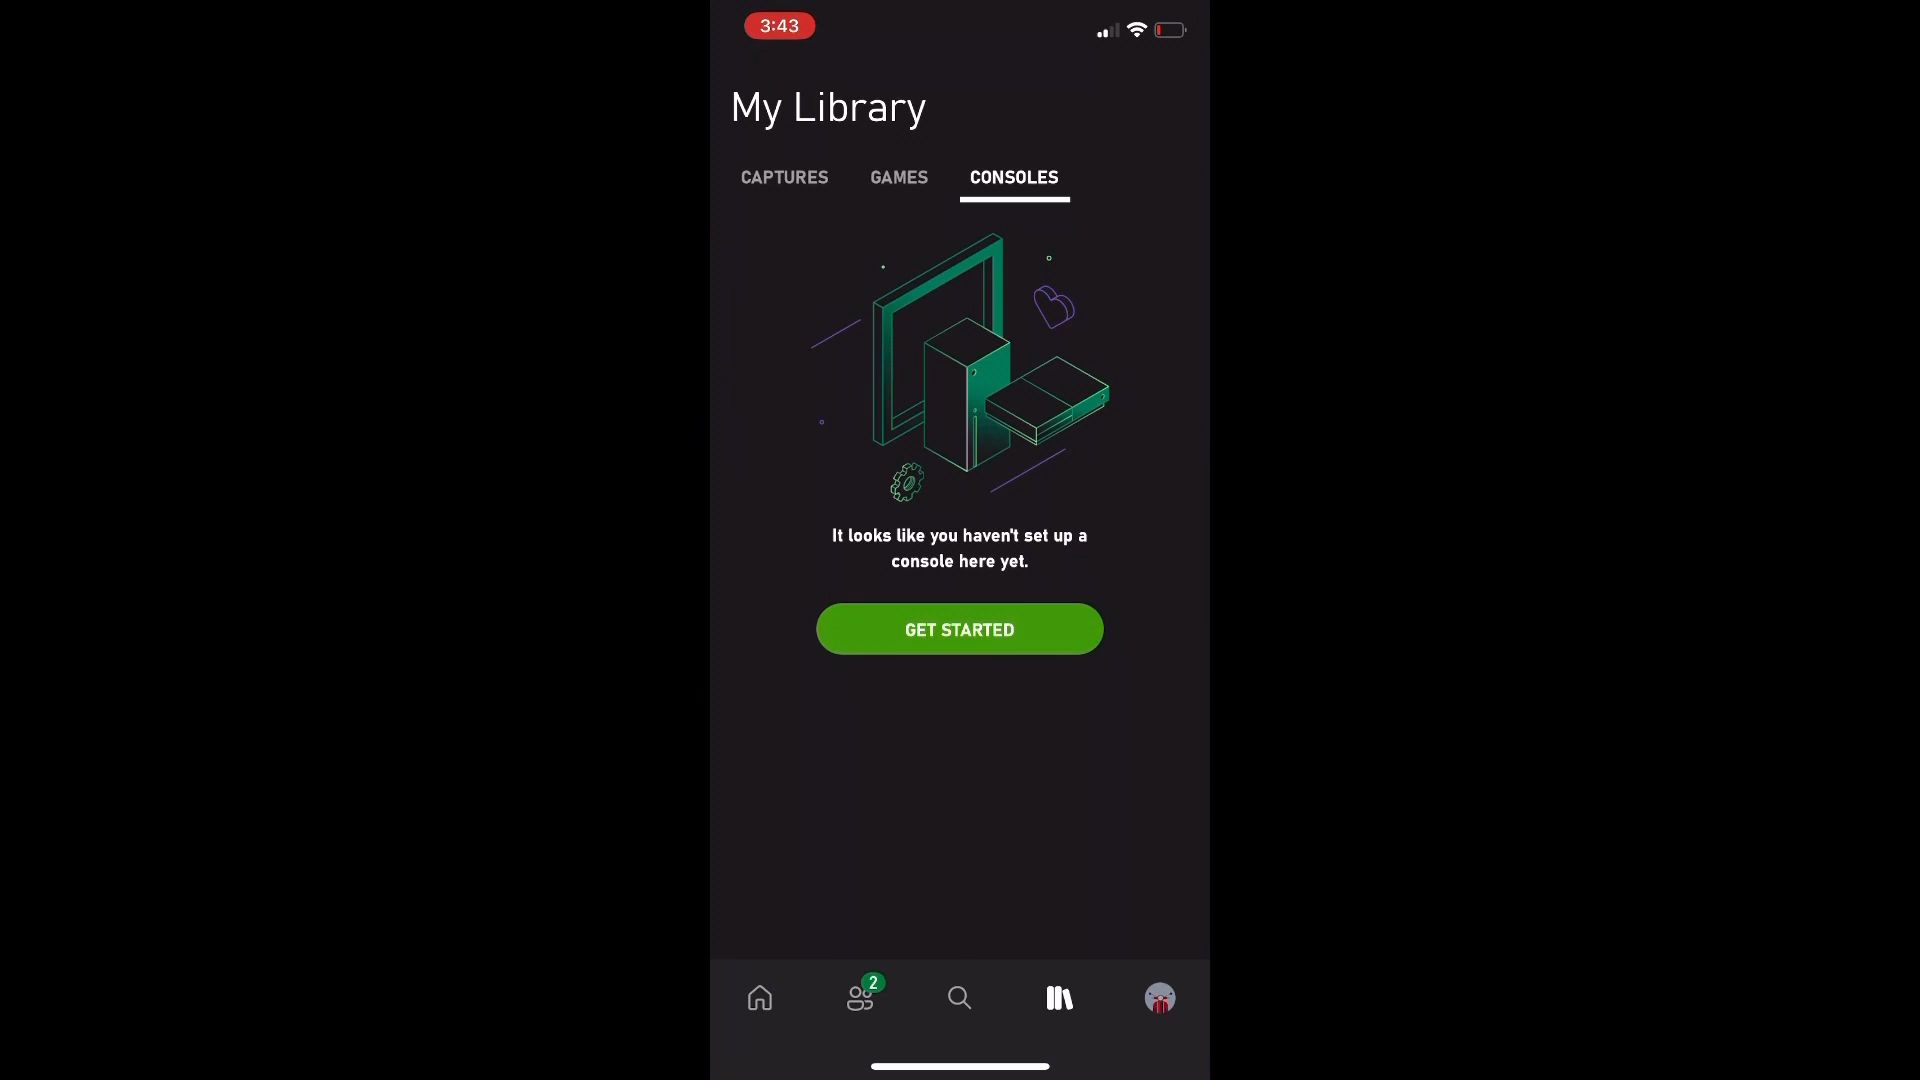 3:43
My Library
CAPTURES GAMES CONSOLES
It looks like you haven't set up a
console here yet.
GET STARTED
2